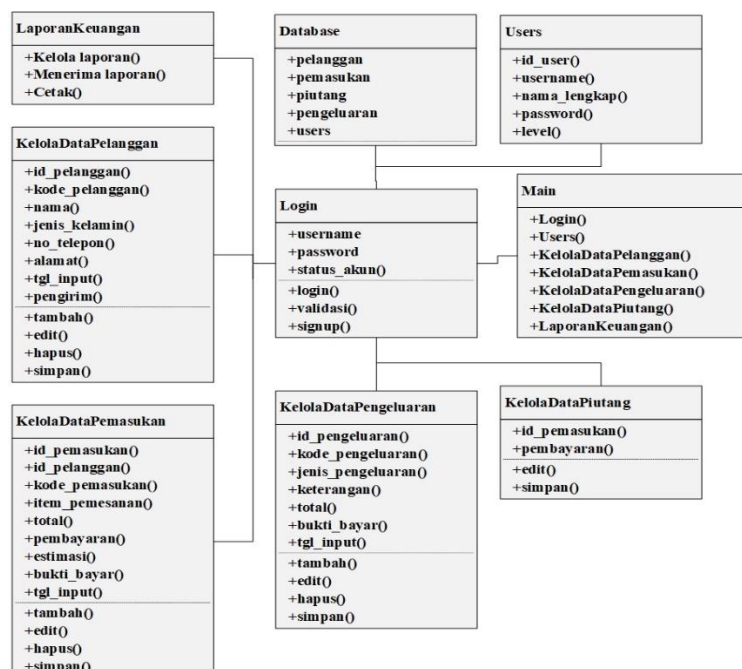 LaporanKeuangan
+Kelola laporan()
+Menerima laporan()
+Cetak()
KelolaDataPelanggan
+id_pelanggan()
+kode_pelanggan()
+nama()
+jenis_kelamin()
+no_telepon()
+alamat()
+tgl_input()
+pengirim()
+tambah()
+edit()
+hapus()
+simpan()
KelolaDataPemasukan
+id_pemasukan()
+id_pelanggan()
+kode_pemasukan()
+item_pemesanan()
+total()
+pembayaran()
+estimasi()
+bukti_bayar()
+tgl_input()
+tambah()
+edit()
+hapus()
+simpan()
Database
+pelanggan
+pemasukan
+piutang
+pengeluaran
+users
Login
+username
+password
+status_akun()
+login()
+validasi()
+signup()
KelolaDataPengeluaran
+id_pengeluaran()
+kode_pengeluaran()
+jenis_pengeluaran()
+keterangan()
+total()
+bukti_bayar()
+tgl_input()
+tambah()
+edit()
+hapus()
+simpan()
Users
+id_user()
+username()
+nama_lengkap()
+password()
+level()
Main
+Login()
+Users()
+KelolaDataPelanggan()
+KelolaDataPemasukan()
+KelolaDataPengeluaran()
+KelolaDataPiutang()
+LaporanKeuangan()
KelolaDataPiutang
+id_pemasukan()
+pembayaran()
+edit()
+simpan()